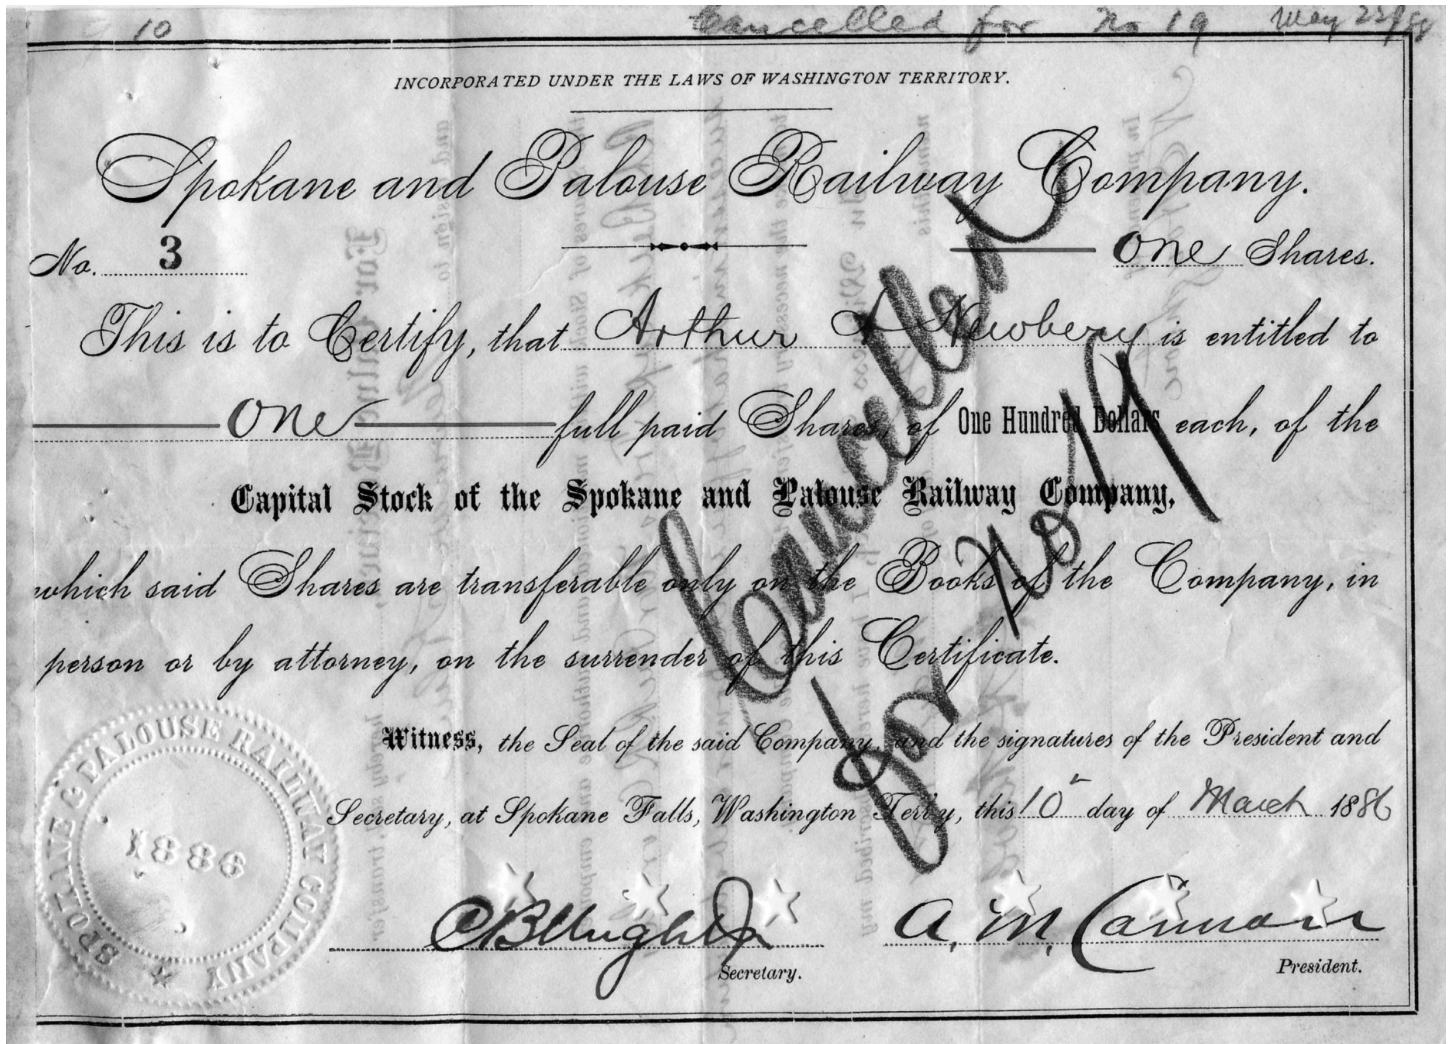 10
Cancelled for No 19 May 22/88
INCORPORATED UNDER THE LAWS OF WASHINGTON TERRITORY.
Spokane and Palouse Railway Company.
No. 3 One Shares.
This is to Certify, that Arthur Newbery is entitled to
One full paid Shares, of One Hundred Dollars each, of the
Capital Stock of the Spokane and Palouse Railway Company,
which said Shares are transferable only on the Books of the Company, in
person or by attorney, on the surrender of this Certificate.
Cancelled
for No 19
Witness, the Seal of the said Company, and the signatures of the President and
Secretary, at Spokane Falls, Washington Terr'y, this 10 day of March 1886
SPOKANE & PALOUSE RAILWAY COMPANY
1886
Secretary.
A. M. Cannon
President.